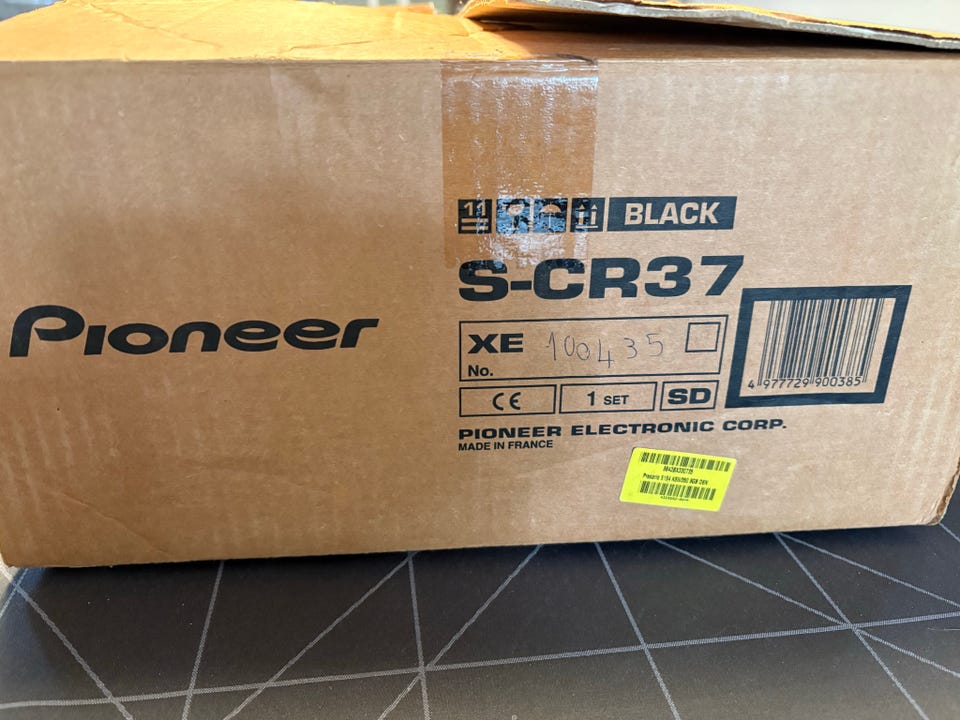 Pioneer
11 BLACK
S-CR37
XE 100435
No.
CE 1 SET SD
4 977729 900385
PIONEER ELECTRONIC CORP.
MADE IN FRANCE